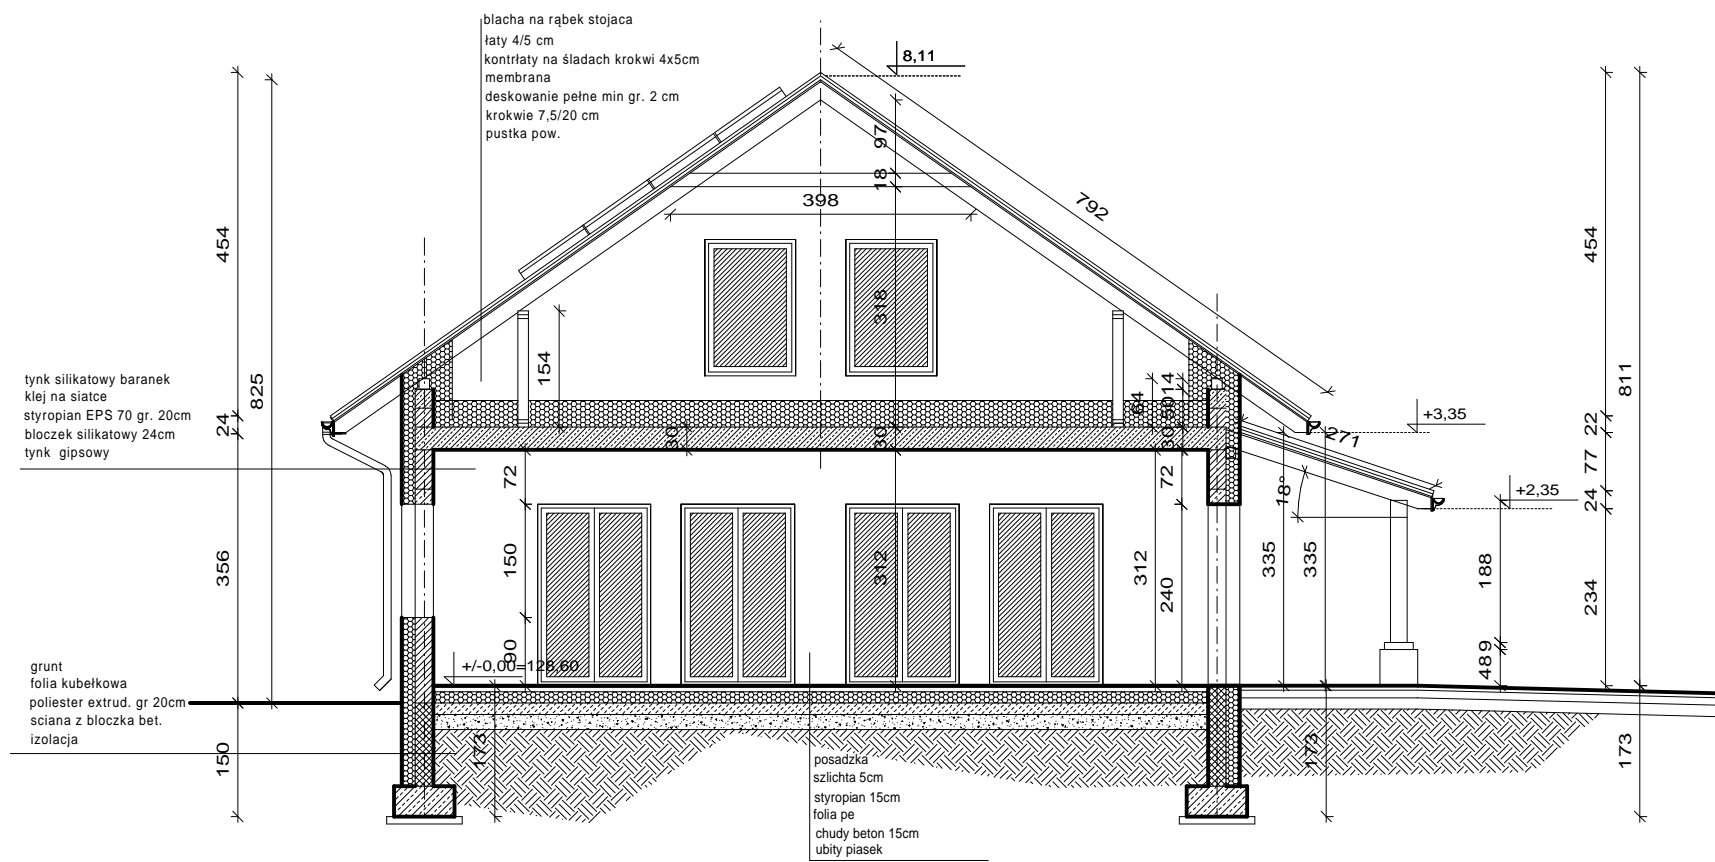 blacha na rąbek stojaca
łaty 4/5 cm
kontrłaty na śladach krokwi 4x5cm
membrana
deskowanie pełne min gr. 2 cm
krokwie 7,5/20 cm
pustka pow.
8,11
97
18
398
792
454
825
24
356
150
318
154
64
14
50
30
30
30
271
+3,35
+2,35
18°
454
22
77
24
234
811
173
tynk silikatowy baranek
klej na siatce
styropian EPS 70 gr. 20cm
bloczek silikatowy 24cm
tynk gipsowy
72
150
90
312
72
312
240
335
335
188
9
48
+/-0,00=128,60
grunt
folia kubełkowa
poliester extrud. gr 20cm
sciana z bloczka bet.
izolacja
173
173
posadzka
szlichta 5cm
styropian 15cm
folia pe
chudy beton 15cm
ubity piasek